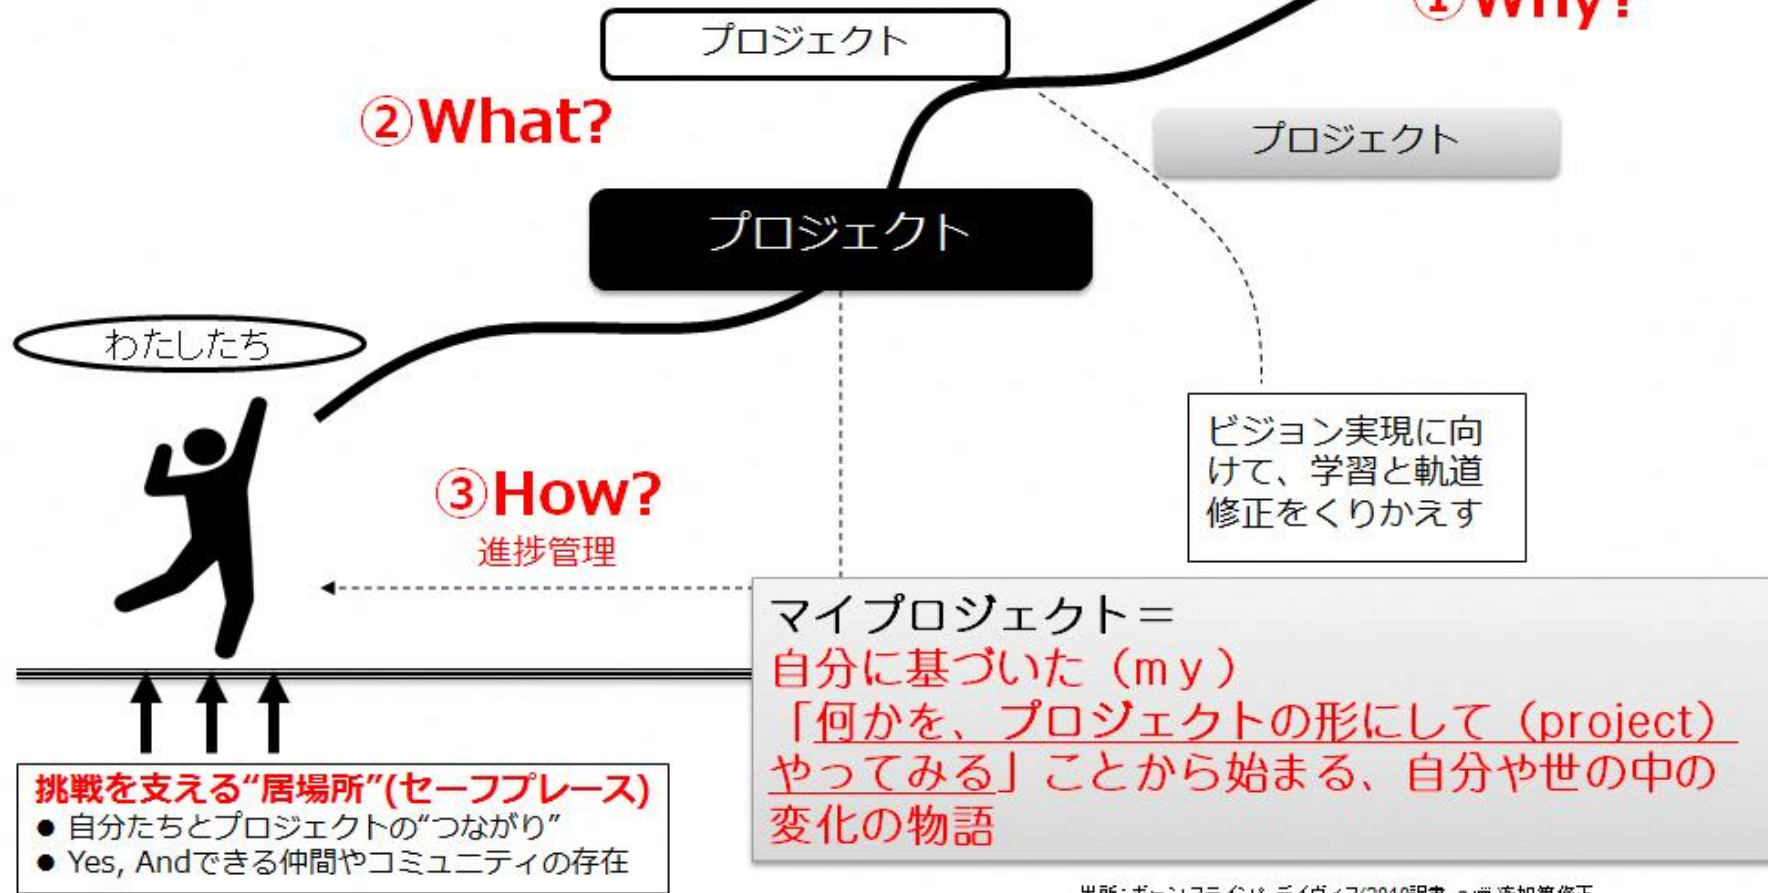 ①Why?
プロジェクト
②What?
プロジェクト
プロジェクト
わたしたち
ビジョン実現に向
けて、学習と軌道
修正をくりかえす
③How?
進捗管理
マイプロジェクト＝
自分に基づいた（ｍｙ）
「何かを、プロジェクトの形にして（project）
やってみる」ことから始まる、自分や世の中の
変化の物語
挑戦を支える“居場所”(セーフプレース)
● 自分たちとプロジェクトの“つながり”
● Yes, Andできる仲間やコミュニティの存在